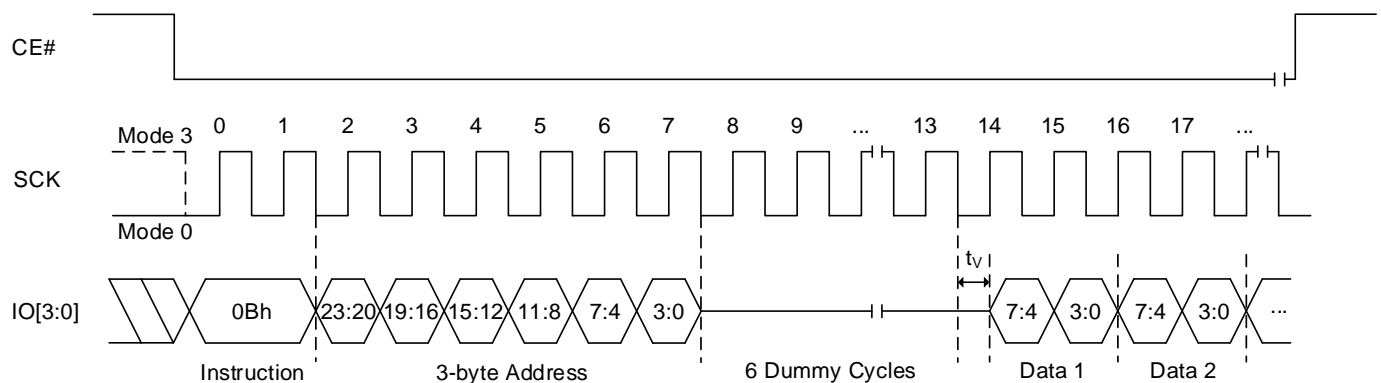 CE#
Mode 3
0 1 2 3 4 5 6 7 8 9 ... 13 14 15 16 17 ...
SCK
Mode 0
tV
IO[3:0]
0Bh 23:20 19:16 15:12 11:8 7:4 3:0 7:4 3:0 7:4 3:0 ...
Instruction 3-byte Address 6 Dummy Cycles Data 1 Data 2